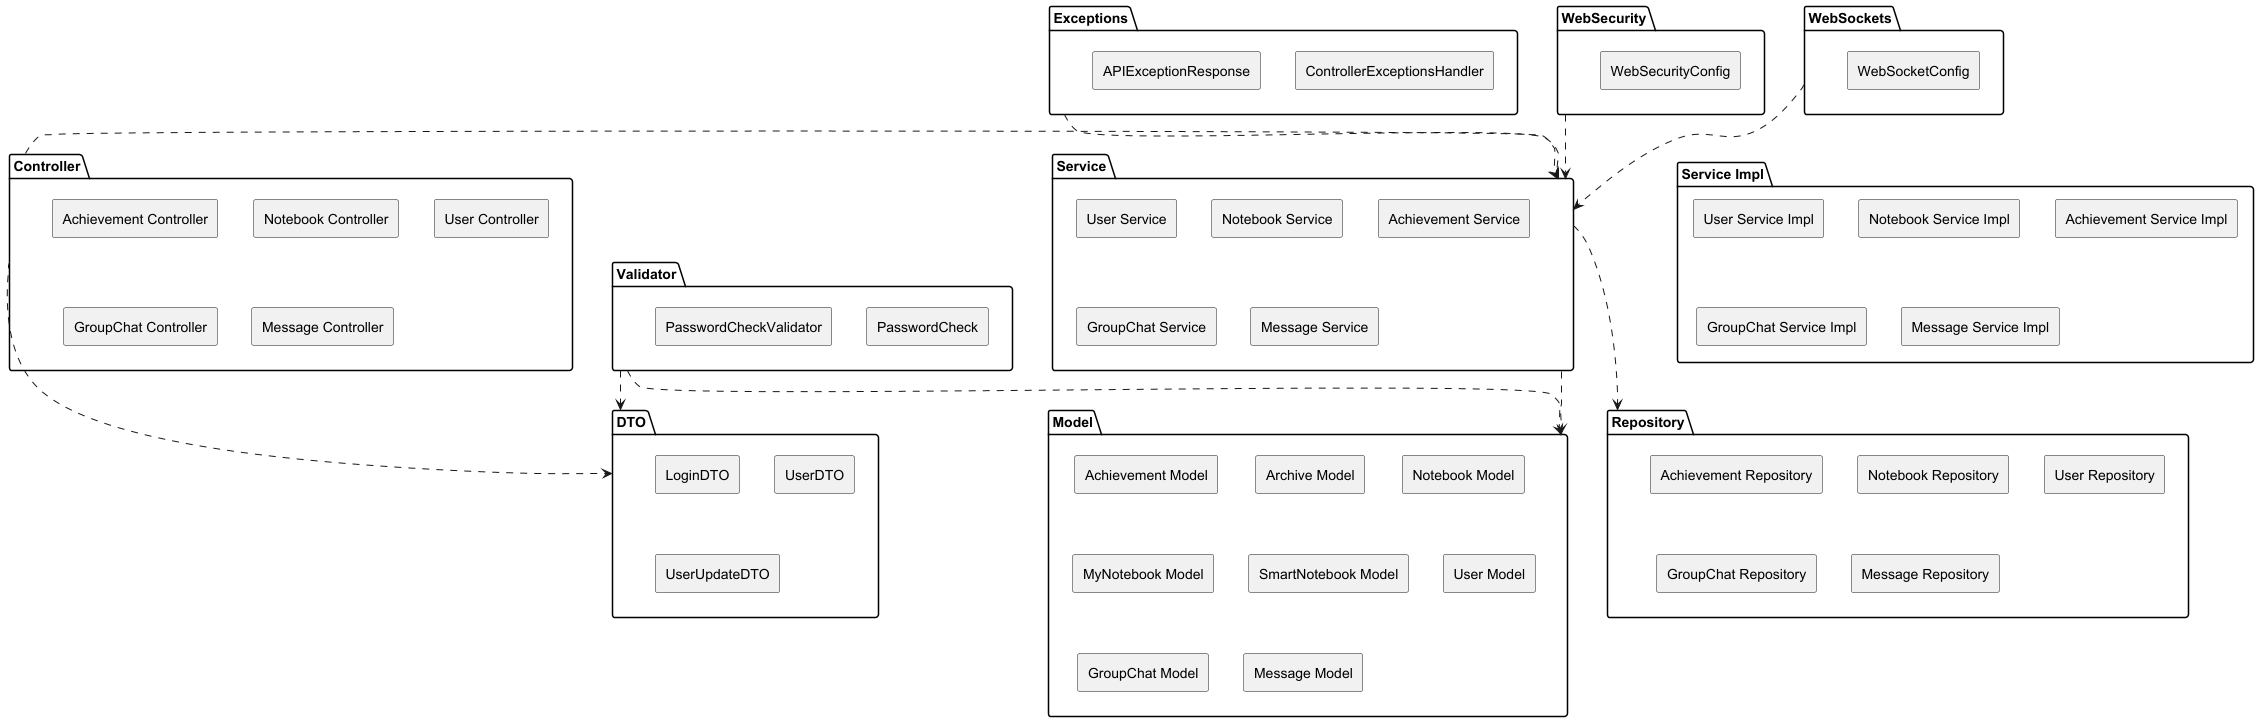 Exceptions
APIExceptionResponse
ControllerExceptionsHandler
WebSecurity
WebSecurityConfig
WebSockets
WebSocketConfig
Controller
Achievement Controller
Notebook Controller
User Controller
GroupChat Controller
Message Controller
Validator
PasswordCheckValidator
PasswordCheck
Service
User Service
Notebook Service
Achievement Service
GroupChat Service
Message Service
Service Impl
User Service Impl
Notebook Service Impl
Achievement Service Impl
GroupChat Service Impl
Message Service Impl
DTO
LoginDTO
UserDTO
UserUpdateDTO
Model
Achievement Model
Archive Model
Notebook Model
MyNotebook Model
SmartNotebook Model
User Model
GroupChat Model
Message Model
Repository
Achievement Repository
Notebook Repository
User Repository
GroupChat Repository
Message Repository